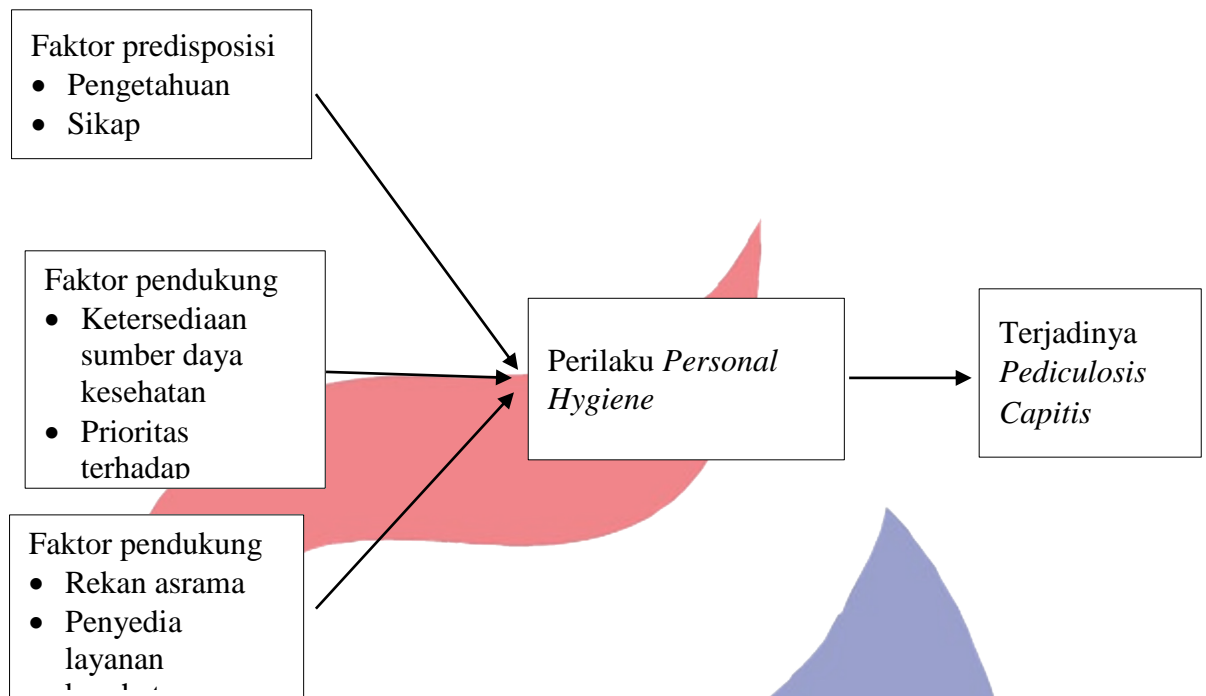 Faktor predisposisi
• Pengetahuan
• Sikap
Faktor pendukung
• Ketersediaan
sumber daya
kesehatan
• Prioritas
terhadap
Perilaku Personal
Hygiene
Terjadinya
Pediculosis
Capitis
Faktor pendukung
• Rekan asrama
• Penyedia
layanan